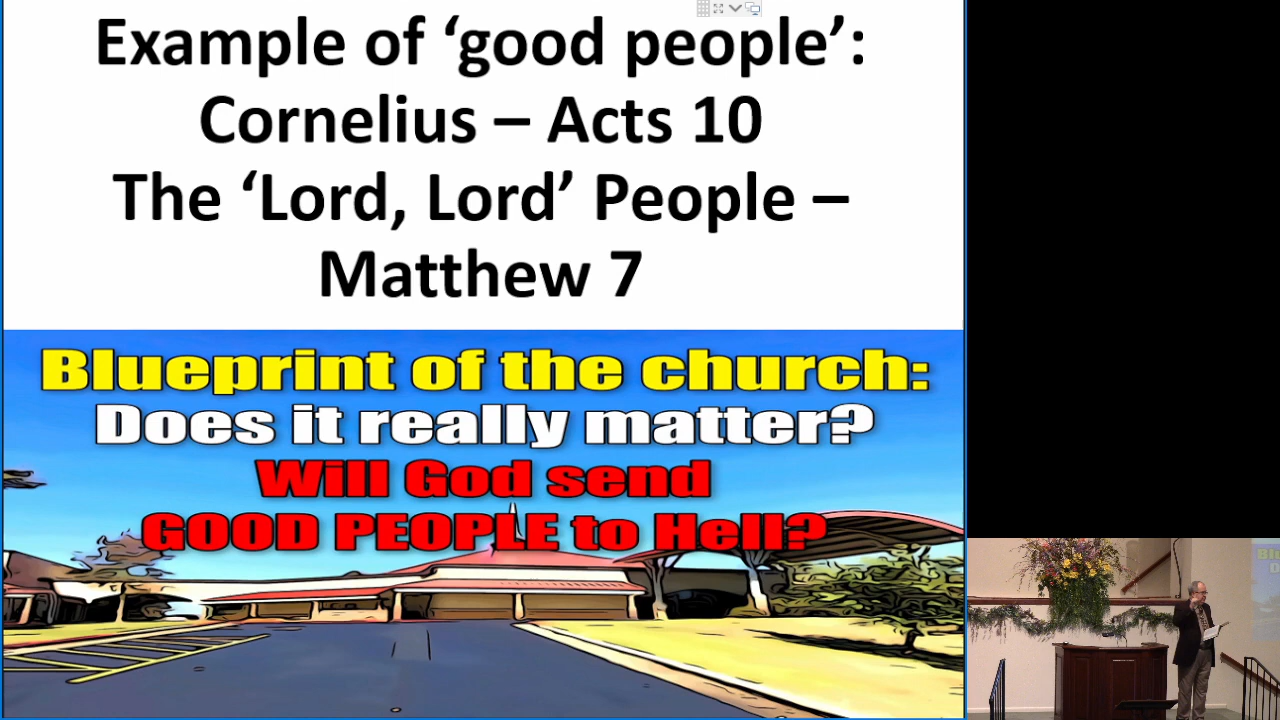 Example of ‘good people’:
Cornelius – Acts 10
The ‘Lord, Lord’ People –
Matthew 7
Blueprint of the church:
Does it really matter?
Will God send
GOOD PEOPLE to Hell?